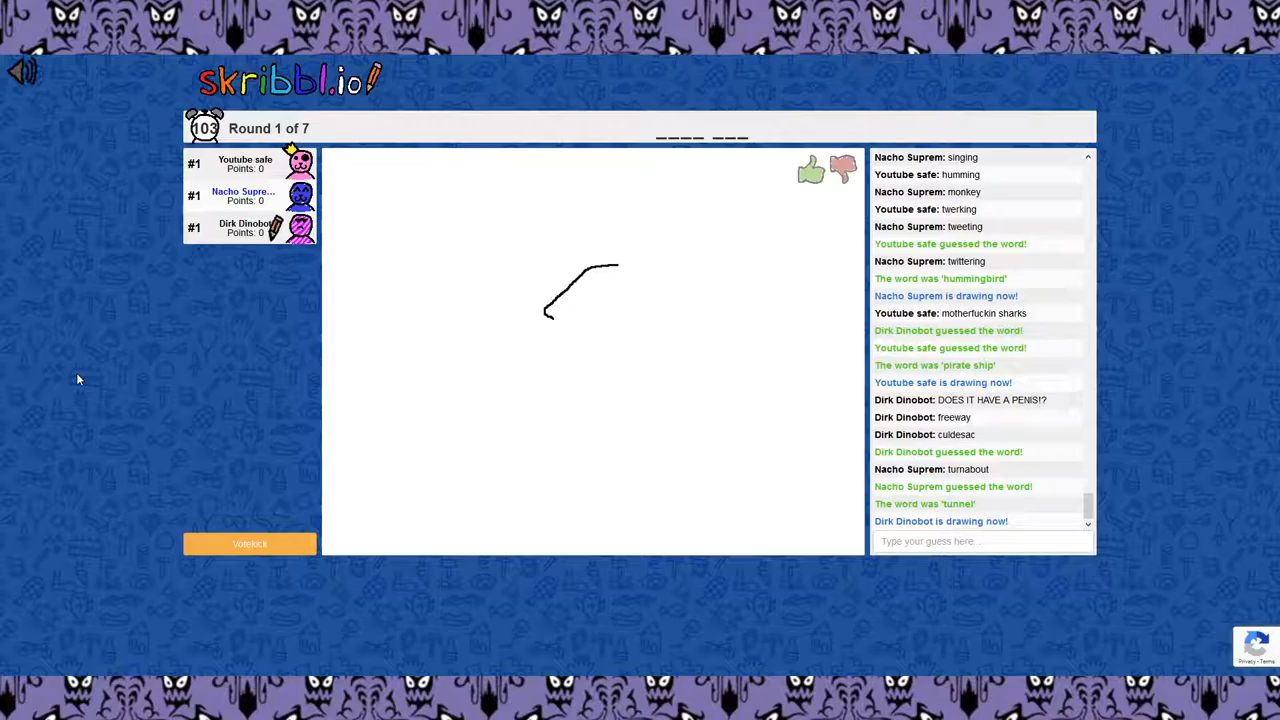 skribbl.io
103
Round 1 of 7
____ ___
#1
Youtube safe
Points: 0
#1
Nacho Supre...
Points: 0
#1
Dirk Dinobot
Points: 0
Votekick
Nacho Suprem: singing
Youtube safe: humming
Nacho Suprem: monkey
Youtube safe: twerking
Nacho Suprem: tweeting
Youtube safe guessed the word!
Nacho Suprem: twittering
The word was 'hummingbird'
Nacho Suprem is drawing now!
Youtube safe: motherfuckin sharks
Dirk Dinobot guessed the word!
Youtube safe guessed the word!
The word was 'pirate ship'
Youtube safe is drawing now!
Dirk Dinobot: DOES IT HAVE A PENIS!?
Dirk Dinobot: freeway
Dirk Dinobot: culdesac
Dirk Dinobot guessed the word!
Nacho Suprem: turnabout
Nacho Suprem guessed the word!
The word was 'tunnel'
Dirk Dinobot is drawing now!
Type your guess here...
Privacy - Terms